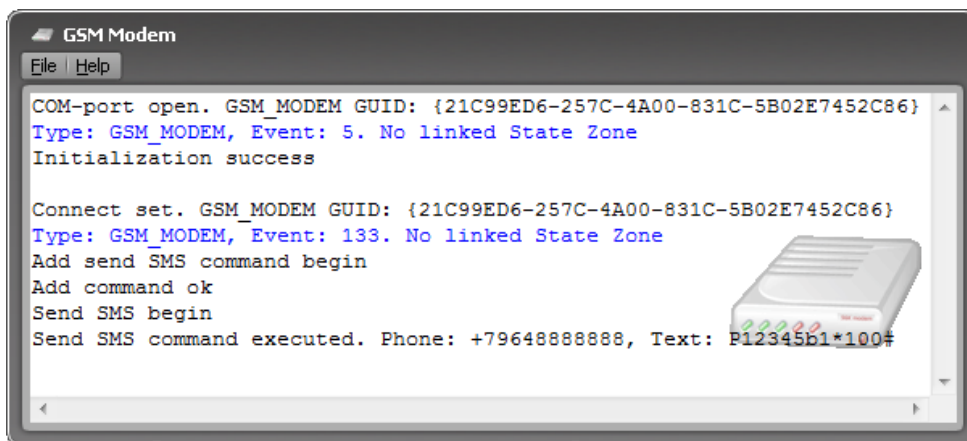 GSM Modem
File | Help
COM-port open. GSM_MODEM GUID: {21C99ED6-257C-4A00-831C-5B02E7452C86}
Type: GSM_MODEM, Event: 5. No linked State Zone
Initialization success
Connect set. GSM_MODEM GUID: {21C99ED6-257C-4A00-831C-5B02E7452C86}
Type: GSM_MODEM, Event: 133. No linked State Zone
Add send SMS command begin
Add command ok
Send SMS begin
Send SMS command executed. Phone: +79648888888, Text: P12345b1*100#